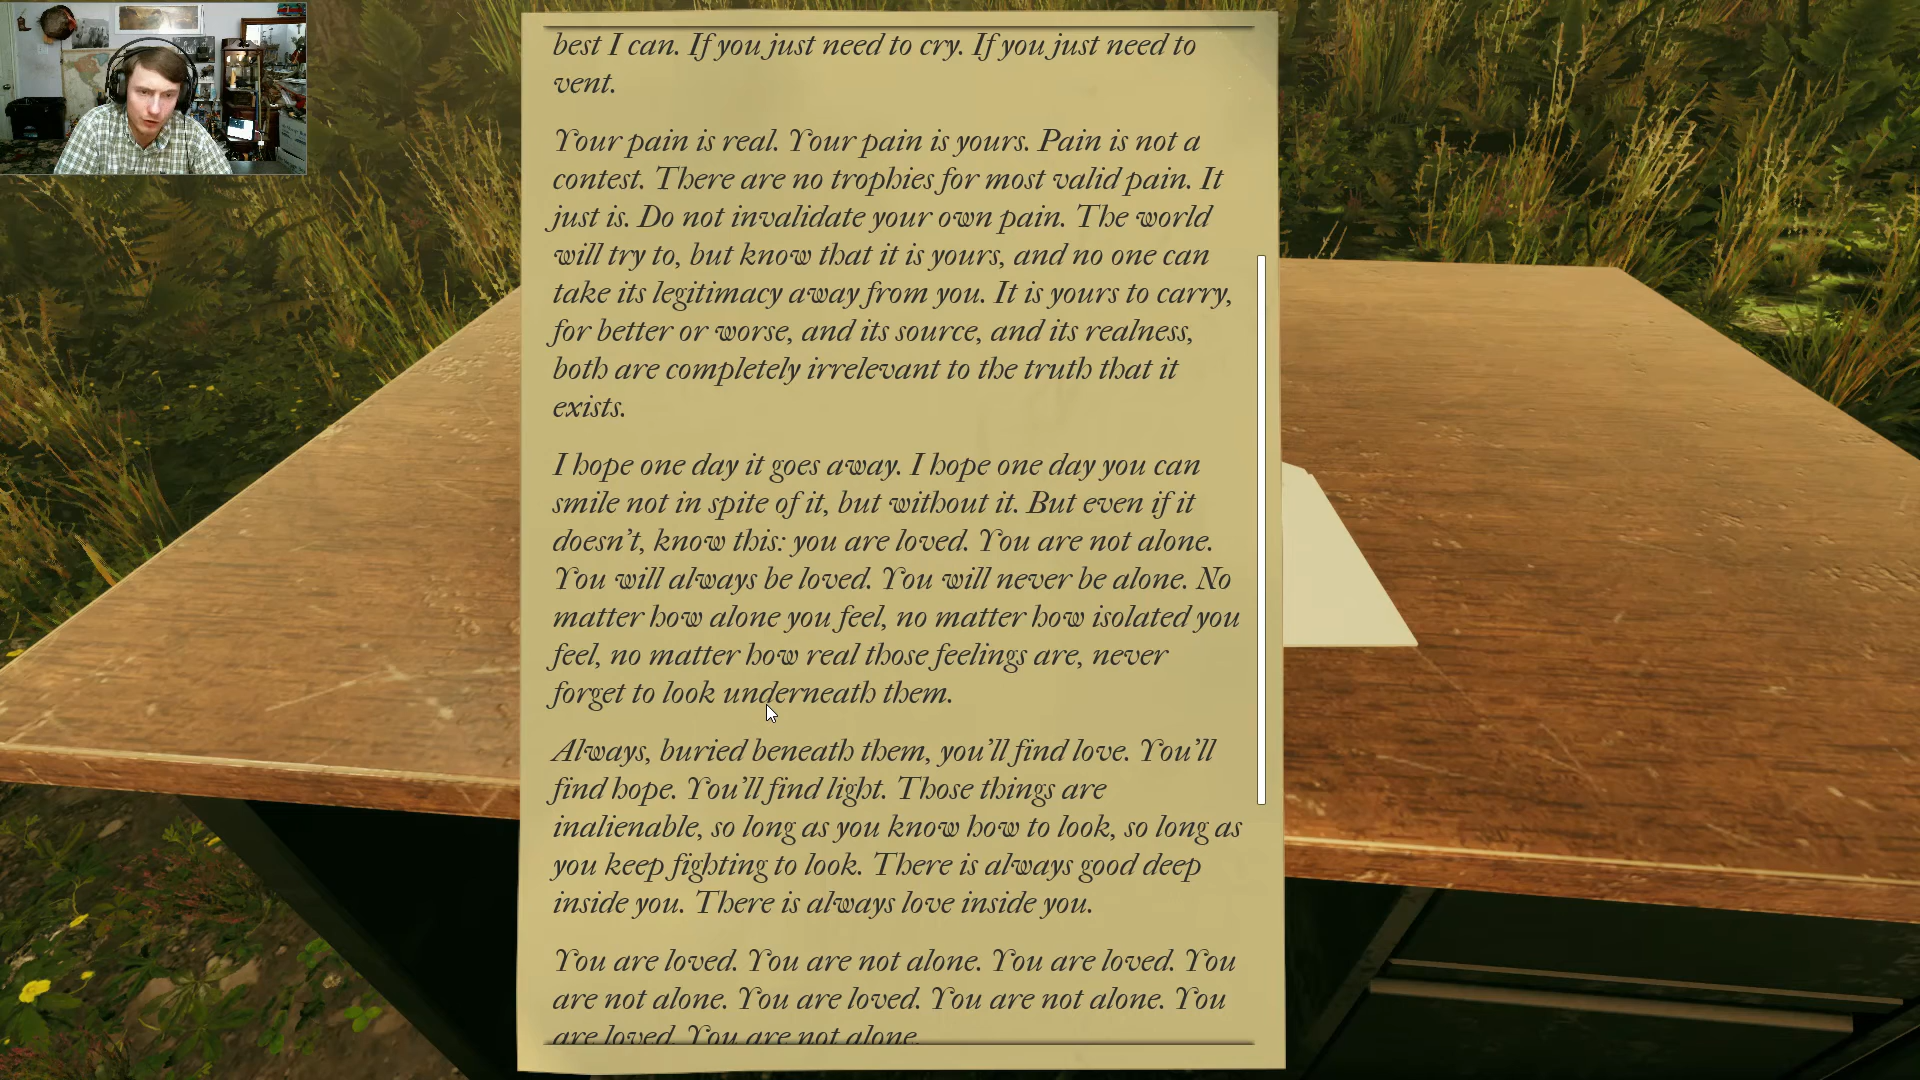 best I can. If you just need to cry. If you just need to
vent.
Your pain is real. Your pain is yours. Pain is not a
contest. There are no trophies for most valid pain. It
just is. Do not invalidate your own pain. The world
will try to, but know that it is yours, and no one can
take its legitimacy away from you. It is yours to carry,
for better or worse, and its source, and its realness,
both are completely irrelevant to the truth that it
exists.
I hope one day it goes away. I hope one day you can
smile not in spite of it, but without it. But even if it
doesn't, know this: you are loved. You are not alone.
You will always be loved. You will never be alone. No
matter how alone you feel, no matter how isolated you
feel, no matter how real those feelings are, never
forget to look underneath them.
Always, buried beneath them, you'll find love. You'll
find hope. You'll find light. Those things are
inalienable, so long as you know how to look, so long as
you keep fighting to look. There is always good deep
inside you. There is always love inside you.
You are loved. You are not alone. You are loved. You
are not alone. You are loved. You are not alone. You
are loved. You are not alone.